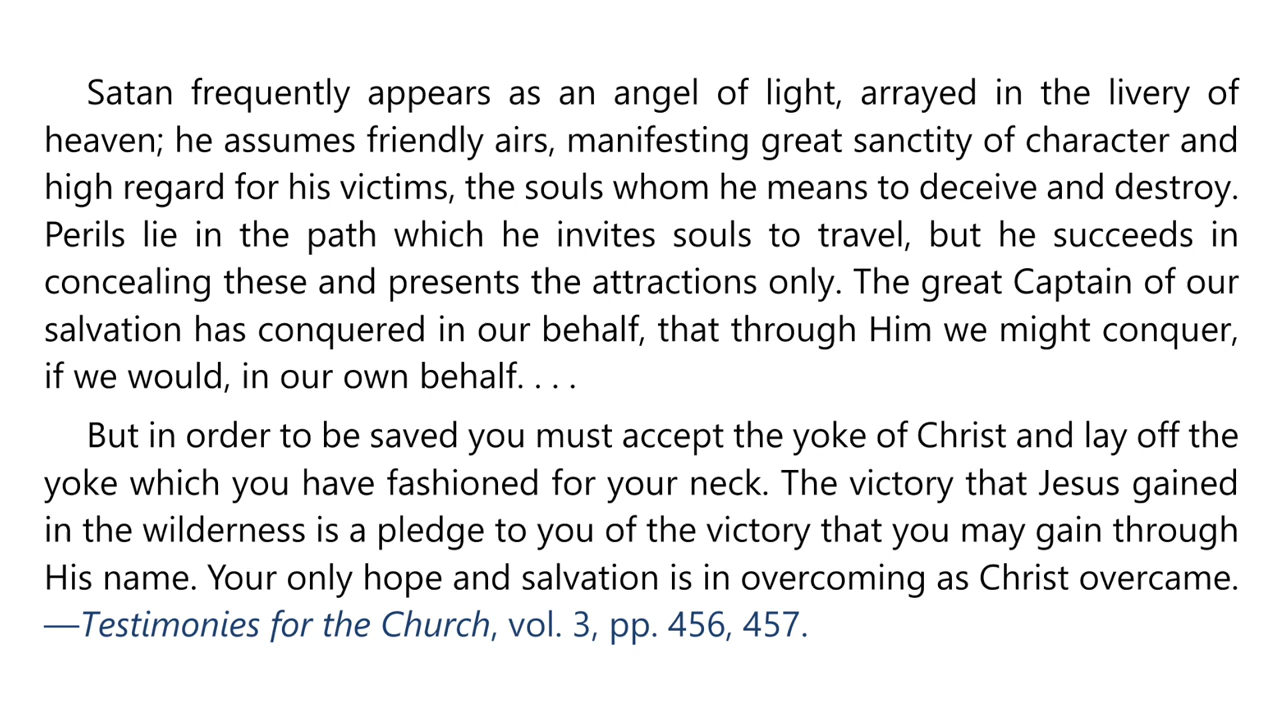 Satan frequently appears as an angel of light, arrayed in the livery of
heaven; he assumes friendly airs, manifesting great sanctity of character and
high regard for his victims, the souls whom he means to deceive and destroy.
Perils lie in the path which he invites souls to travel, but he succeeds in
concealing these and presents the attractions only. The great Captain of our
salvation has conquered in our behalf, that through Him we might conquer,
if we would, in our own behalf. . . .
But in order to be saved you must accept the yoke of Christ and lay off the
yoke which you have fashioned for your neck. The victory that Jesus gained
in the wilderness is a pledge to you of the victory that you may gain through
His name. Your only hope and salvation is in overcoming as Christ overcame.
—Testimonies for the Church, vol. 3, pp. 456, 457.